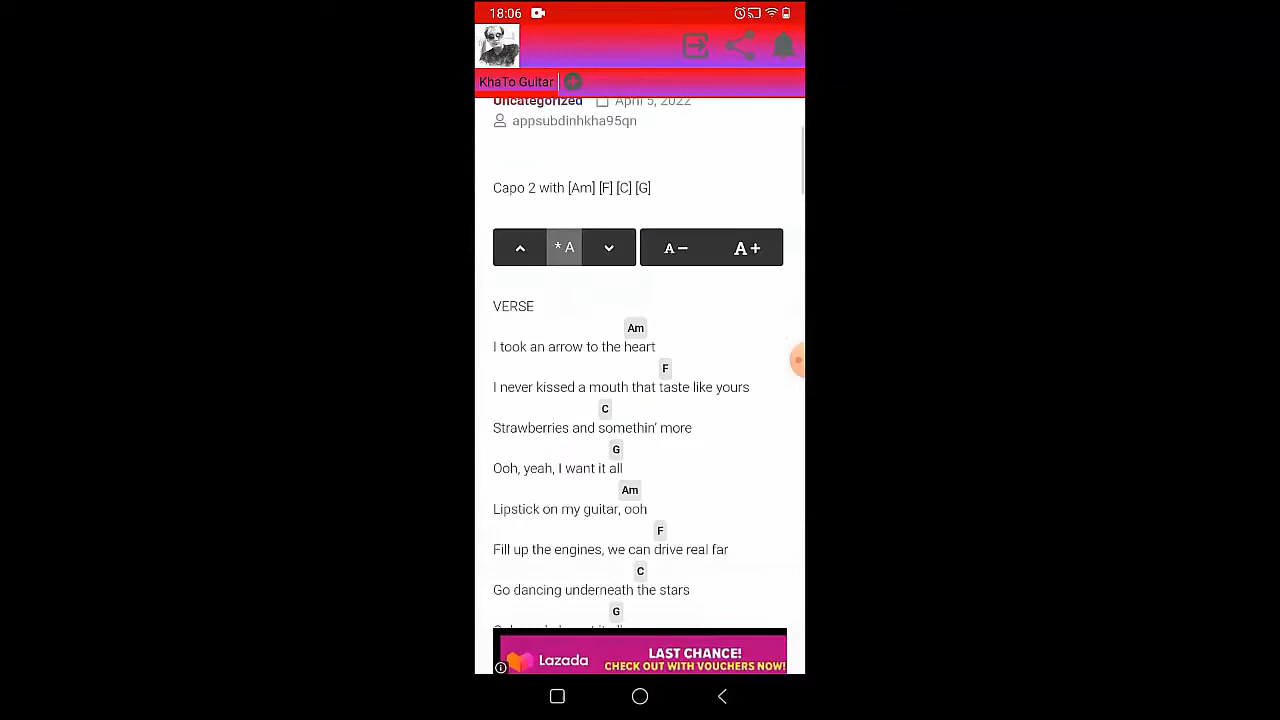 18:06
KhaTo Guitar
Uncategorized April 5, 2022
appsubdinhkha95qn
Capo 2 with [Am] [F] [C] [G]
* A A− A+
VERSE
Am
I took an arrow to the heart
F
I never kissed a mouth that taste like yours
C
Strawberries and somethin' more
G
Ooh, yeah, I want it all
Am
Lipstick on my guitar, ooh
F
Fill up the engines, we can drive real far
C
Go dancing underneath the stars
G
Lazada
LAST CHANCE!
CHECK OUT WITH VOUCHERS NOW!